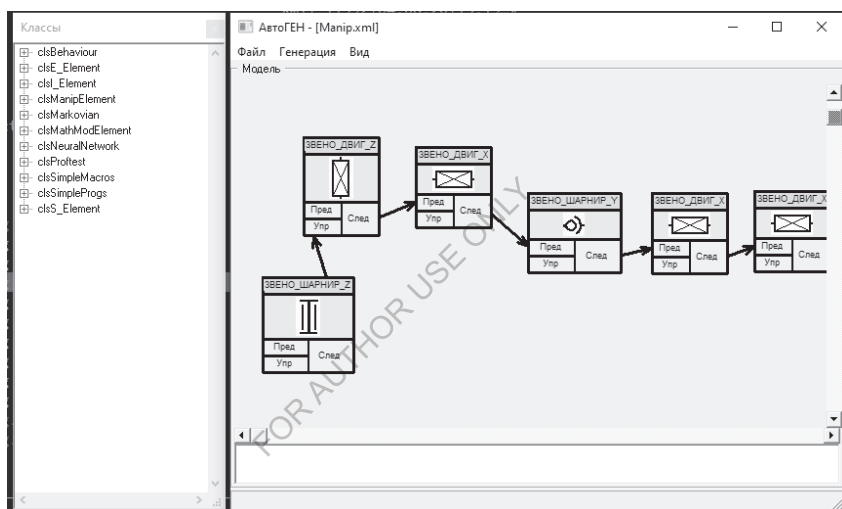 Классы
clsBehaviour
clsE_Element
clsI_Element
clsManipElement
clsMarkovian
clsMathModElement
clsNeuralNetwork
clsProftest
clsSimpleMacros
clsSimpleProgs
clsS_Element
АвтоГЕН - [Manip.xml]
Файл Генерация Вид
Модель
ЗВЕНО_ДВИГ_Z
Пред
Упр
След
ЗВЕНО_ДВИГ_X
Пред
Упр
След
ЗВЕНО_ШАРНИР_Y
Пред
Упр
След
ЗВЕНО_ДВИГ_X
Пред
Упр
След
ЗВЕНО_ДВИГ_X
Пред
Упр
След
ЗВЕНО_ШАРНИР_Z
Пред
Упр
След
FOR AUTHOR USE ONLY